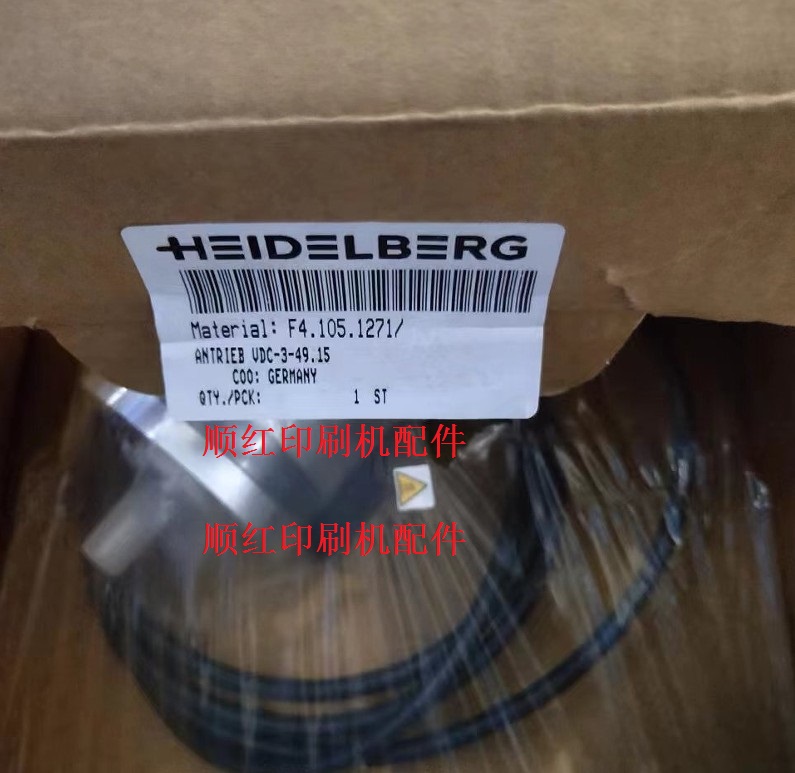 HEIDELBERG
Material: F4.105.1271/
ANTRIEB VDC-3-49.15
COO: GERMANY
QTY./PCK: 1 ST
顺红印刷机配件
顺红印刷机配件